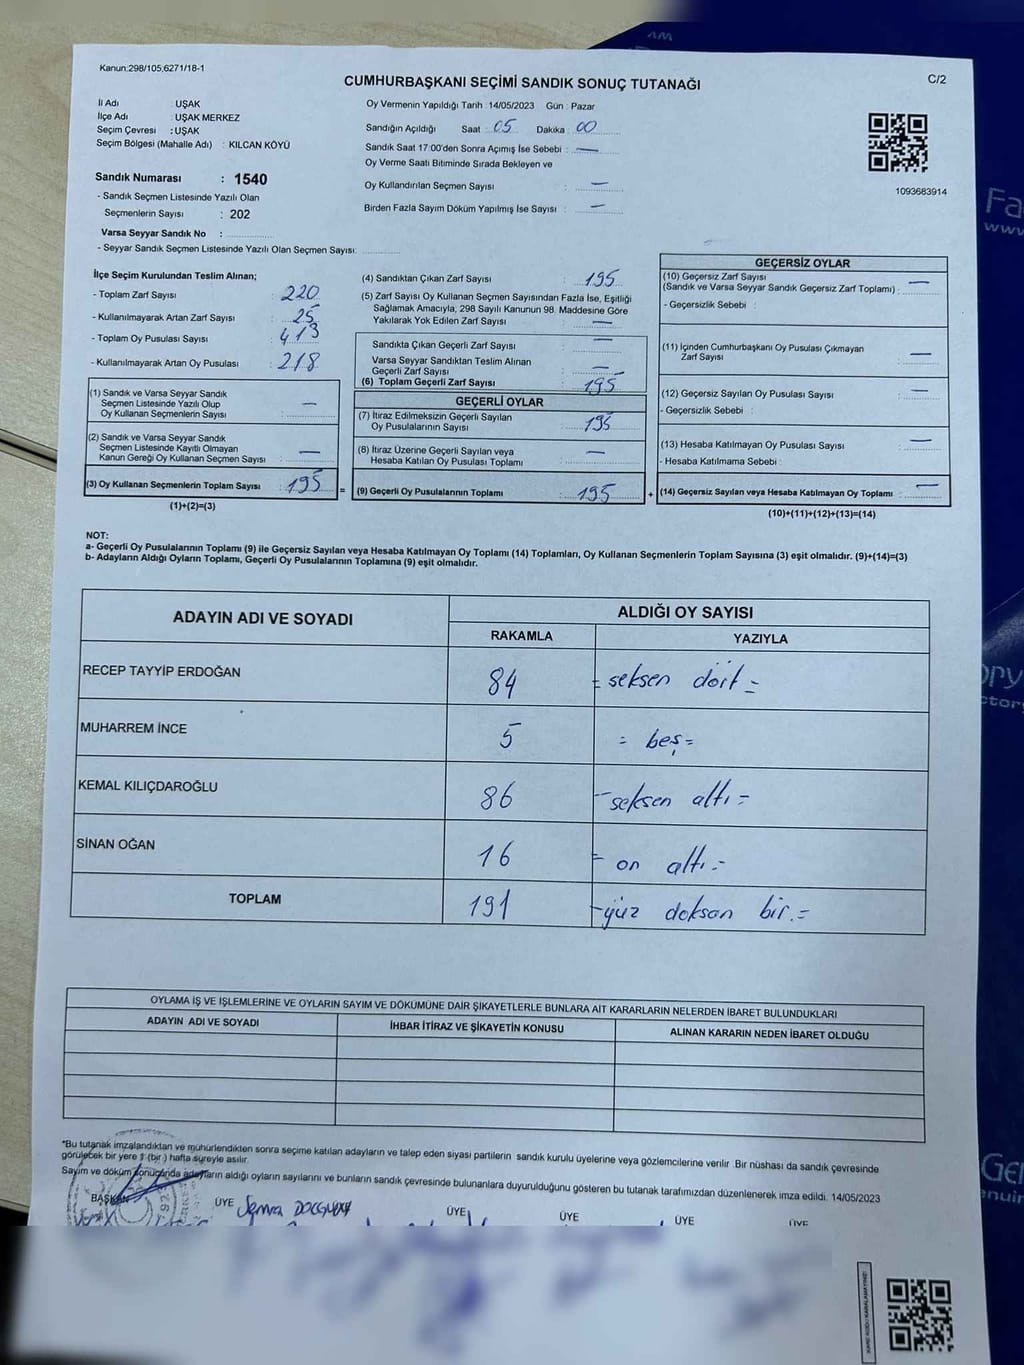 Kanun:298/105,6271/18-1
C/2
CUMHURBAŞKANI SEÇİMİ SANDIK SONUÇ TUTANAĞI
İl Adı : UŞAK
İlçe Adı : UŞAK MERKEZ
Seçim Çevresi : UŞAK
Seçim Bölgesi (Mahalle Adı) : KILCAN KÖYÜ
Sandık Numarası : 1540
- Sandık Seçmen Listesinde Yazılı Olan
Seçmenlerin Sayısı : 202
Varsa Seyyar Sandık No :
- Seyyar Sandık Seçmen Listesinde Yazılı Olan Seçmen Sayısı:
Oy Vermenin Yapıldığı Tarih :14/05/2023 Gün : Pazar
Sandığın Açıldığı Saat : 05 Dakika : 00
Sandık Saat 17:00'den Sonra Açımış İse Sebebi : —
Oy Verme Saati Bitiminde Sırada Bekleyen ve
Oy Kullandırılan Seçmen Sayısı : —
Birden Fazla Sayım Döküm Yapılmış İse Sayısı : —
1093683914
İlçe Seçim Kurulundan Teslim Alınan;
- Toplam Zarf Sayısı : 220
- Kullanılmayarak Artan Zarf Sayısı : 25
- Toplam Oy Pusulası Sayısı : 413
- Kullanılmayarak Artan Oy Pusulası : 218
(1) Sandık ve Varsa Seyyar Sandık
Seçmen Listesinde Yazılı Olup
Oy Kullanan Seçmenlerin Sayısı : —
(2) Sandık ve Varsa Seyyar Sandık
Seçmen Listesinde Kayıtlı Olmayan
Kanun Gereği Oy Kullanan Seçmen Sayısı : —
(3) Oy Kullanan Seçmenlerin Toplam Sayısı : 195
(1)+(2)=(3)
(4) Sandıktan Çıkan Zarf Sayısı : 195
(5) Zarf Sayısı Oy Kullanan Seçmen Sayısından Fazla İse, Eşitliği
Sağlamak Amacıyla, 298 Sayılı Kanunun 98. Maddesine Göre
Yakılarak Yok Edilen Zarf Sayısı : —
Sandıkta Çıkan Geçerli Zarf Sayısı : —
Varsa Seyyar Sandıktan Teslim Alınan
Geçerli Zarf Sayısı : —
(6) Toplam Geçerli Zarf Sayısı : 195
GEÇERLİ OYLAR
(7) İtiraz Edilmeksizin Geçerli Sayılan
Oy Pusulalarının Sayısı : 195
(8) İtiraz Üzerine Geçerli Sayılan veya
Hesaba Katılan Oy Pusulası Toplamı : —
= (9) Geçerli Oy Pusulalarının Toplamı : 195
GEÇERSİZ OYLAR
(10) Geçersiz Zarf Sayısı
(Sandık ve Varsa Seyyar Sandık Geçersiz Zarf Toplamı) : —
- Geçersizlik Sebebi :
(11) İçinden Cumhurbaşkanı Oy Pusulası Çıkmayan
Zarf Sayısı : —
(12) Geçersiz Sayılan Oy Pusulası Sayısı : —
- Geçersizlik Sebebi :
(13) Hesaba Katılmayan Oy Pusulası Sayısı : —
- Hesaba Katılmama Sebebi :
+ (14) Geçersiz Sayılan veya Hesaba Katılmayan Oy Toplamı : —
(10)+(11)+(12)+(13)=(14)
NOT:
a- Geçerli Oy Pusulalarının Toplamı (9) ile Geçersiz Sayılan veya Hesaba Katılmayan Oy Toplamı (14) Toplamları, Oy Kullanan Seçmenlerin Toplam Sayısına (3) eşit olmalıdır. (9)+(14)=(3)
b- Adayların Aldığı Oyların Toplamı, Geçerli Oy Pusulalarının Toplamına (9) eşit olmalıdır.
ADAYIN ADI VE SOYADI ALDIĞI OY SAYISI
RAKAMLA YAZIYLA
RECEP TAYYİP ERDOĞAN 84 = seksen dört =
MUHARREM İNCE 5 = beş =
KEMAL KILIÇDAROĞLU 86 - seksen altı =
SİNAN OĞAN 16 = on altı -
TOPLAM 191 - yüz doksan bir. =
OYLAMA İŞ VE İŞLEMLERİNE VE OYLARIN SAYIM VE DÖKÜMÜNE DAİR ŞİKAYETLERLE BUNLARA AİT KARARLARIN NELERDEN İBARET BULUNDUKLARI
ADAYIN ADI VE SOYADI İHBAR İTİRAZ VE ŞİKAYETİN KONUSU ALINAN KARARIN NEDEN İBARET OLDUĞU
*Bu tutanak imzalandıktan ve mühürlendikten sonra seçime katılan adayların ve talep eden siyasi partilerin sandık kurulu üyelerine veya gözlemcilerine verilir. Bir nüshası da sandık çevresinde
görülecek bir yere 1 (bir) hafta süreyle asılır.
Sayım ve döküm sonucunda adayların aldığı oyların sayılarını ve bunların sandık çevresinde bulunanlara duyurulduğunu gösteren bu tutanak tarafımızdan düzenlenerek imza edildi. 14/05/2023
BAŞKAN ÜYE Semra ÜYE ÜYE ÜYE ÜYE